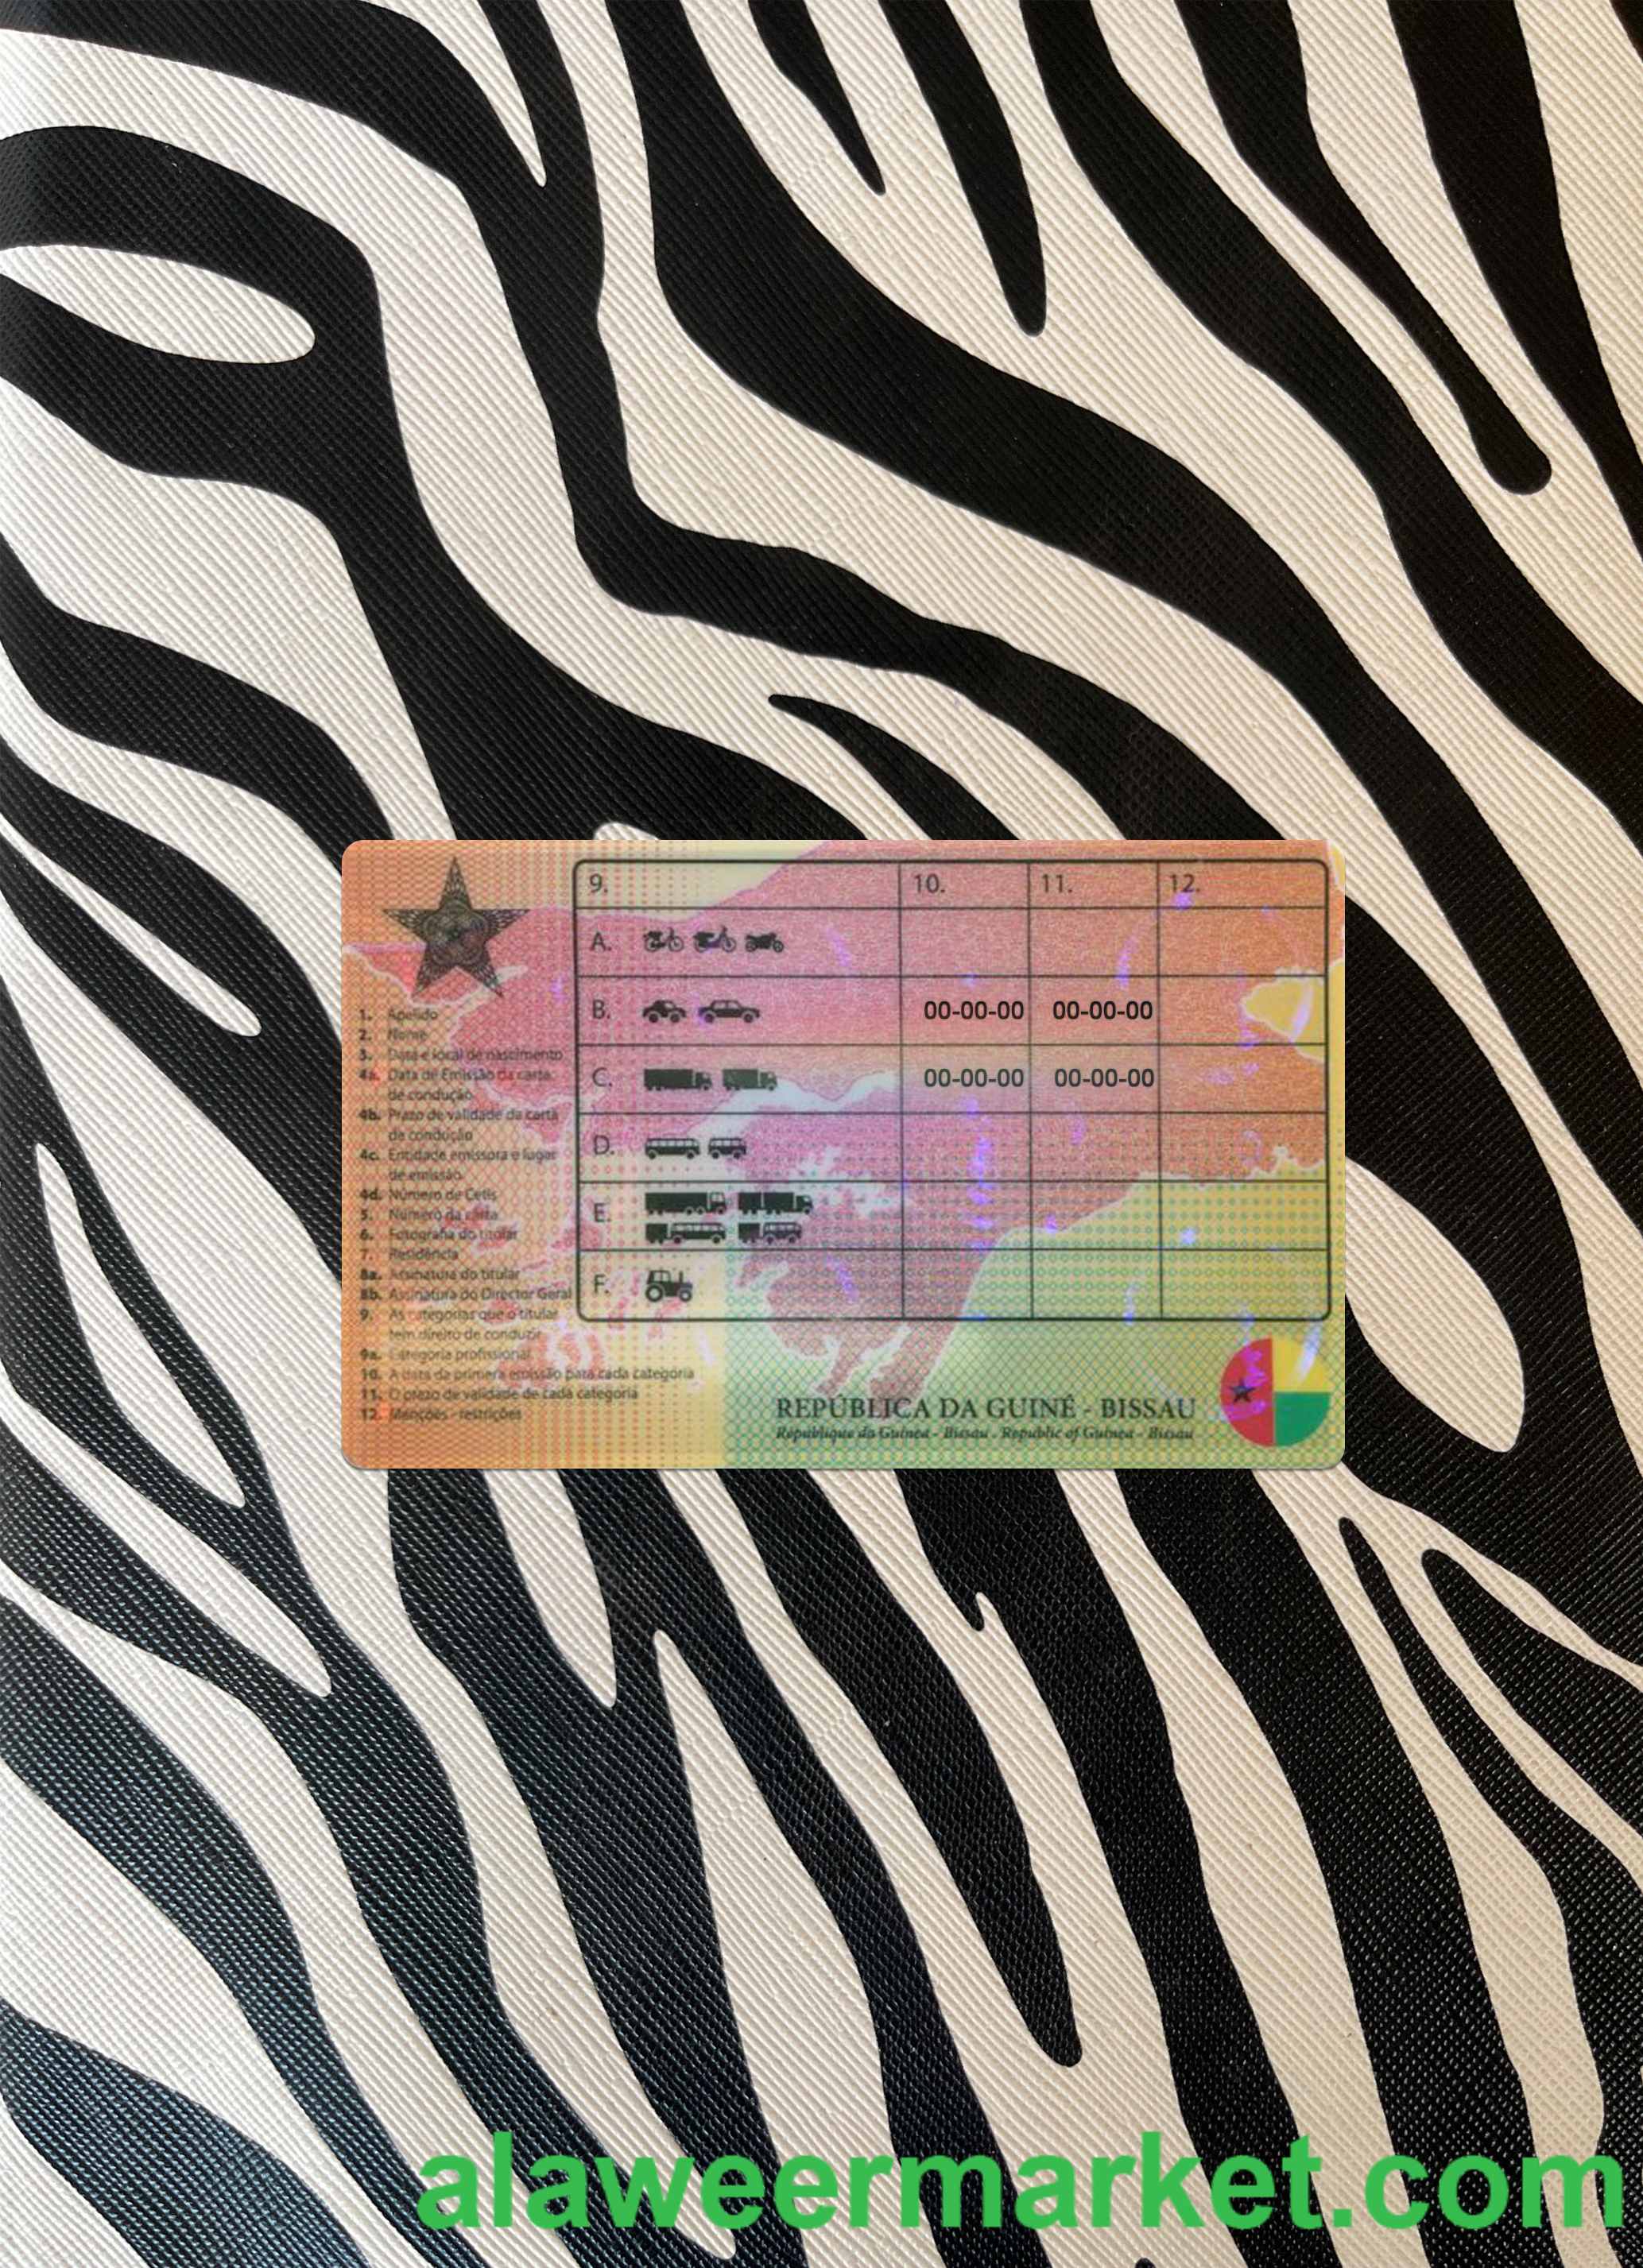 9. 10. 11. 12.
A.
B. 00-00-00 00-00-00
C. 00-00-00 00-00-00
D.
E.
F.
1. Apelido
2. Nome
3. Data e local de nascimento
4a. Data de Emissão da carta
de condução
4b. Prazo de validade da carta
de condução
4c. Entidade emissora e lugar
de emissão
4d. Número de Cetis
5. Número da carta
6. Fotografia do titular
7. Residência
8a. Assinatura do titular
8b. Assinatura do Director Geral
9. As categorias que o titular
tem direito de conduzir
9a. Categoria profissional
10. A data da primera emissão para cada categoria
11. O prazo de validade de cada categoria
12. Menções - restrições
REPÚBLICA DA GUINÉ - BISSAU
République da Guinea - Bissau . Republic of Guinea - Bissau
alaweermarket.com